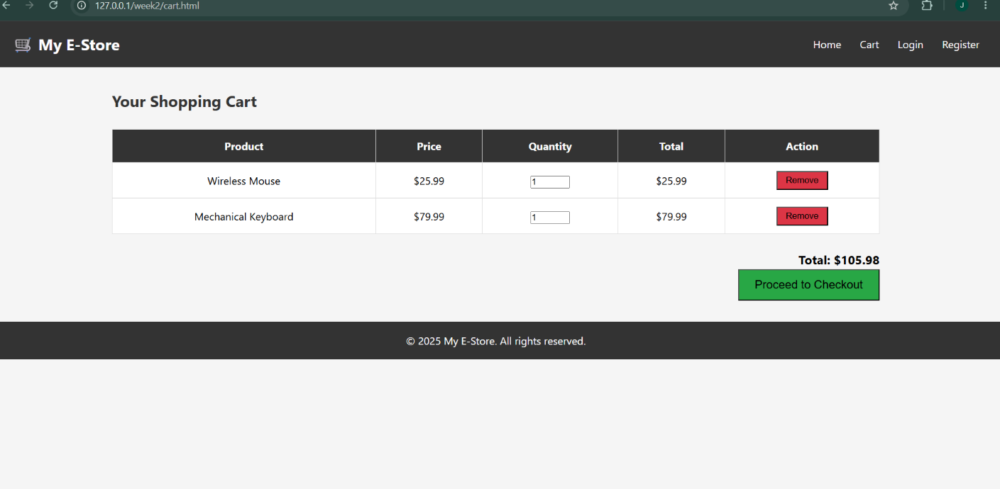 127.0.0.1/week2/cart.html
J
My E-Store
Home Cart Login Register
Your Shopping Cart
Product Price Quantity Total Action
Wireless Mouse $25.99 1 $25.99 Remove
Mechanical Keyboard $79.99 1 $79.99 Remove
Total: $105.98
Proceed to Checkout
© 2025 My E-Store. All rights reserved.